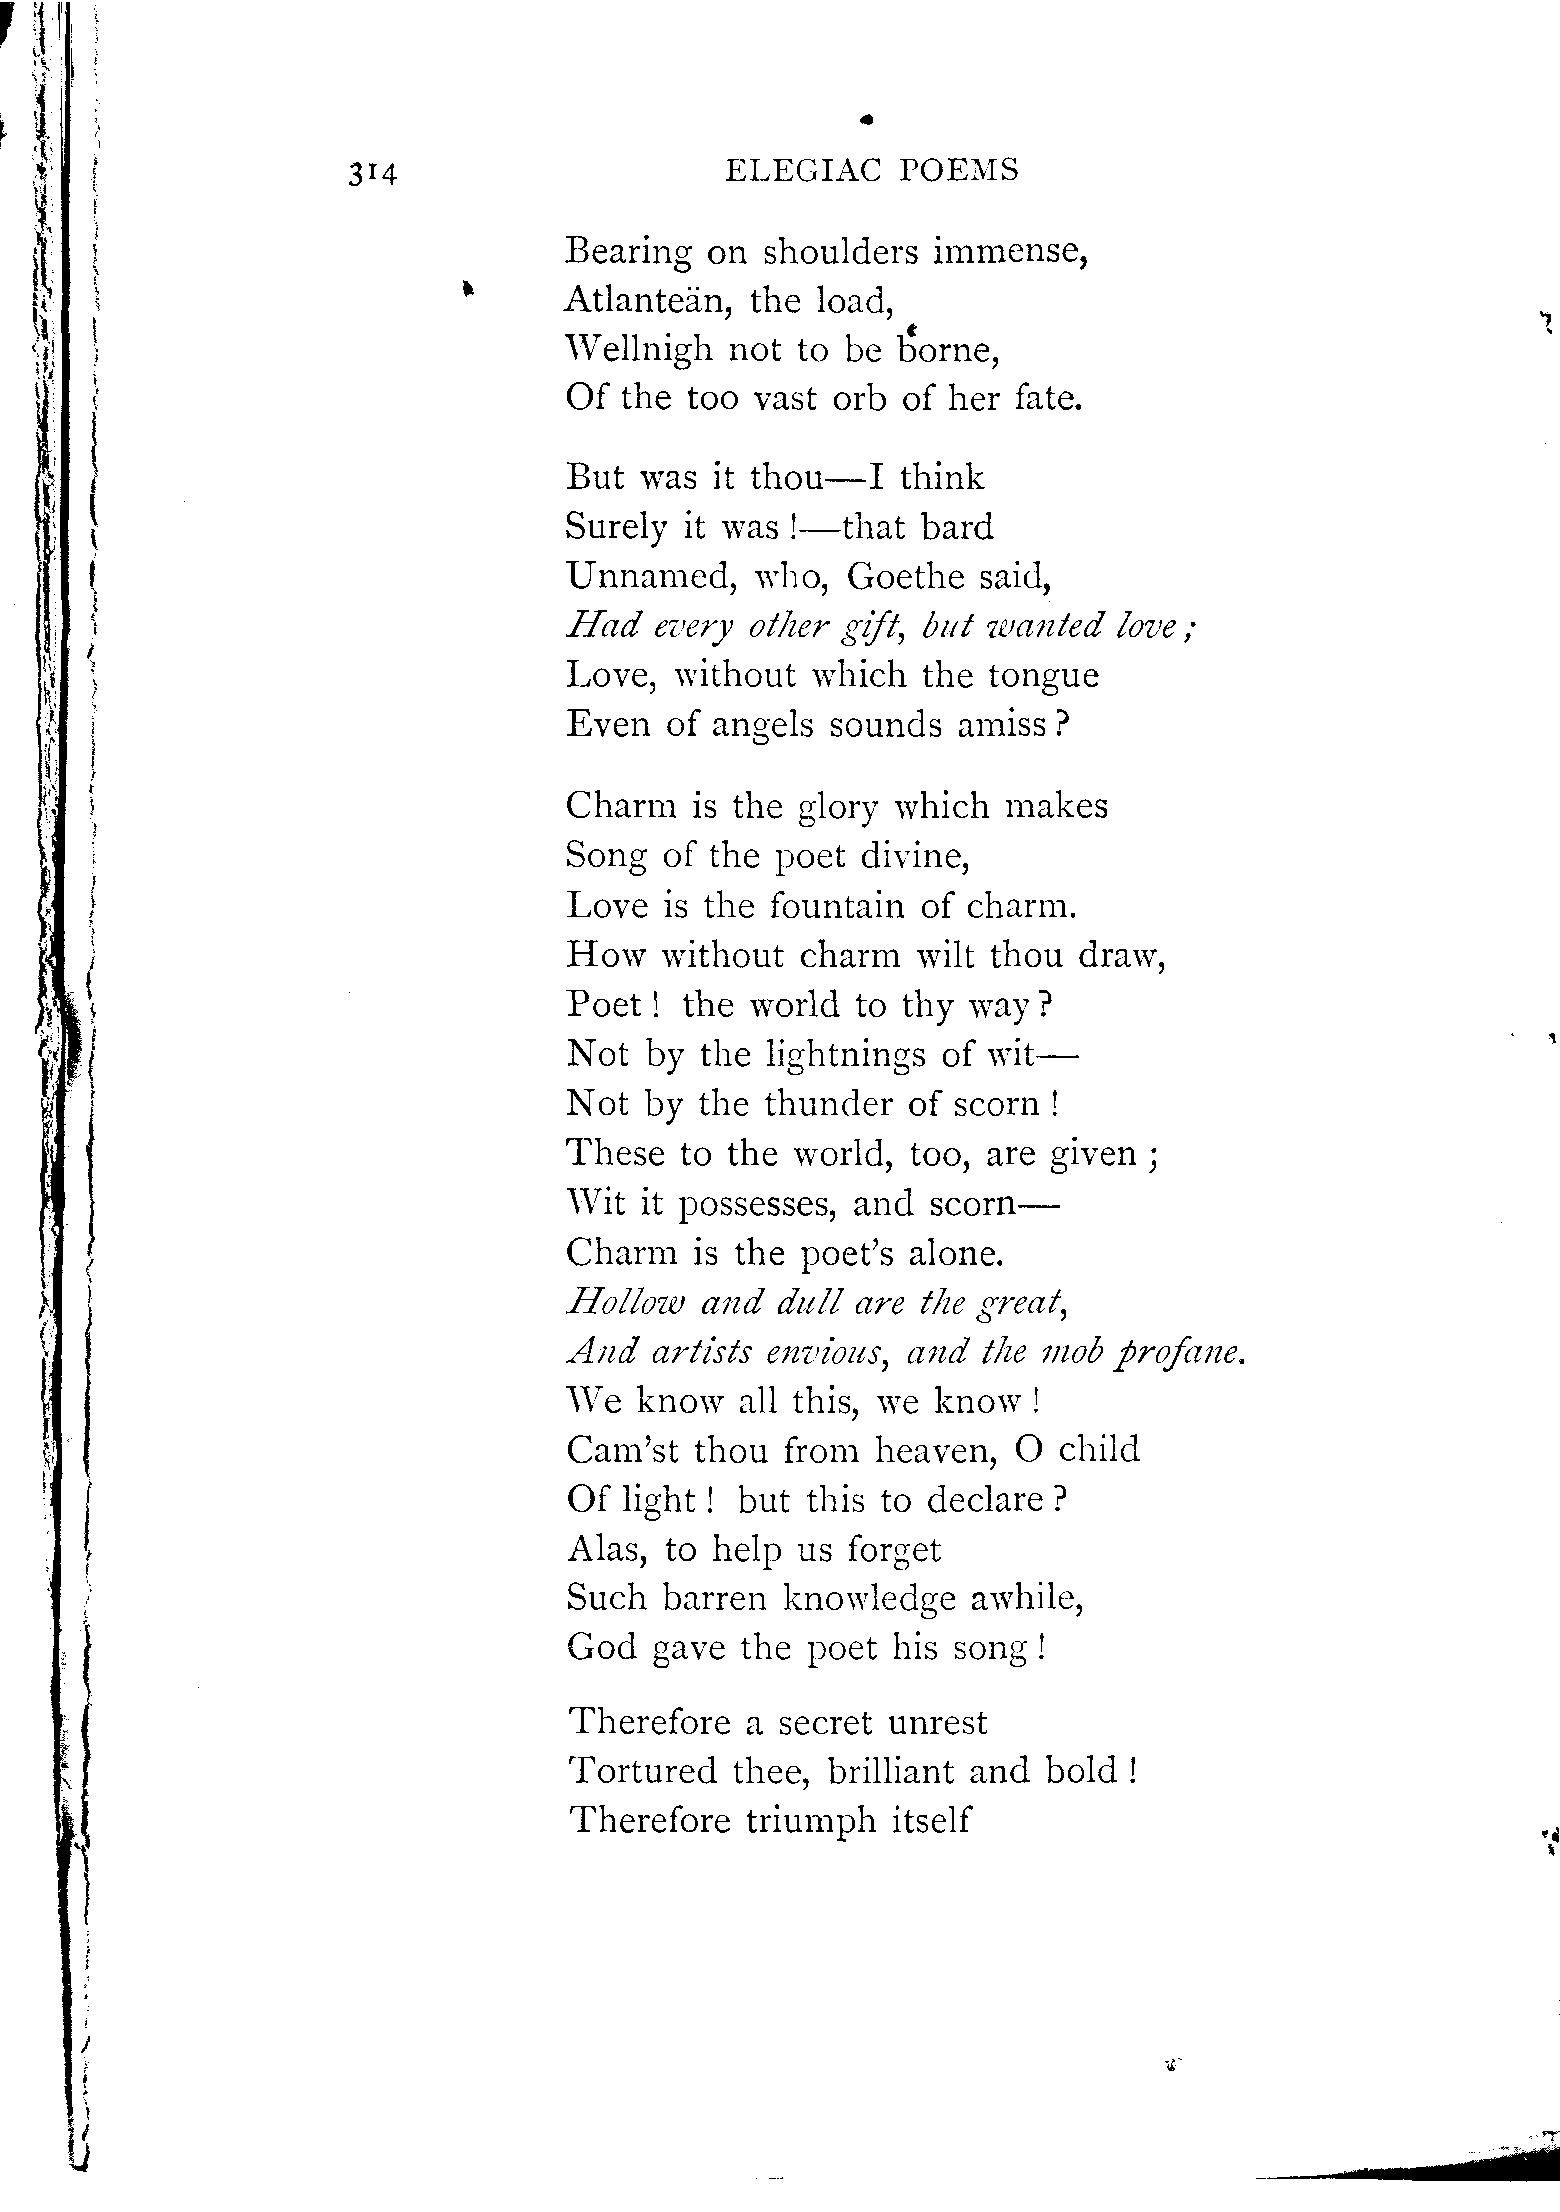 314 ELEGIAC POEMS
Bearing on shoulders immense,
Atlanteän, the load,
Wellnigh not to be borne,
Of the too vast orb of her fate.
But was it thou—I think
Surely it was!—that bard
Unnamed, who, Goethe said,
Had every other gift, but wanted love;
Love, without which the tongue
Even of angels sounds amiss?
Charm is the glory which makes
Song of the poet divine,
Love is the fountain of charm.
How without charm wilt thou draw,
Poet! the world to thy way?
Not by the lightnings of wit—
Not by the thunder of scorn!
These to the world, too, are given;
Wit it possesses, and scorn—
Charm is the poet's alone.
Hollow and dull are the great,
And artists envious, and the mob profane.
We know all this, we know!
Cam'st thou from heaven, O child
Of light! but this to declare?
Alas, to help us forget
Such barren knowledge awhile,
God gave the poet his song!
Therefore a secret unrest
Tortured thee, brilliant and bold!
Therefore triumph itself